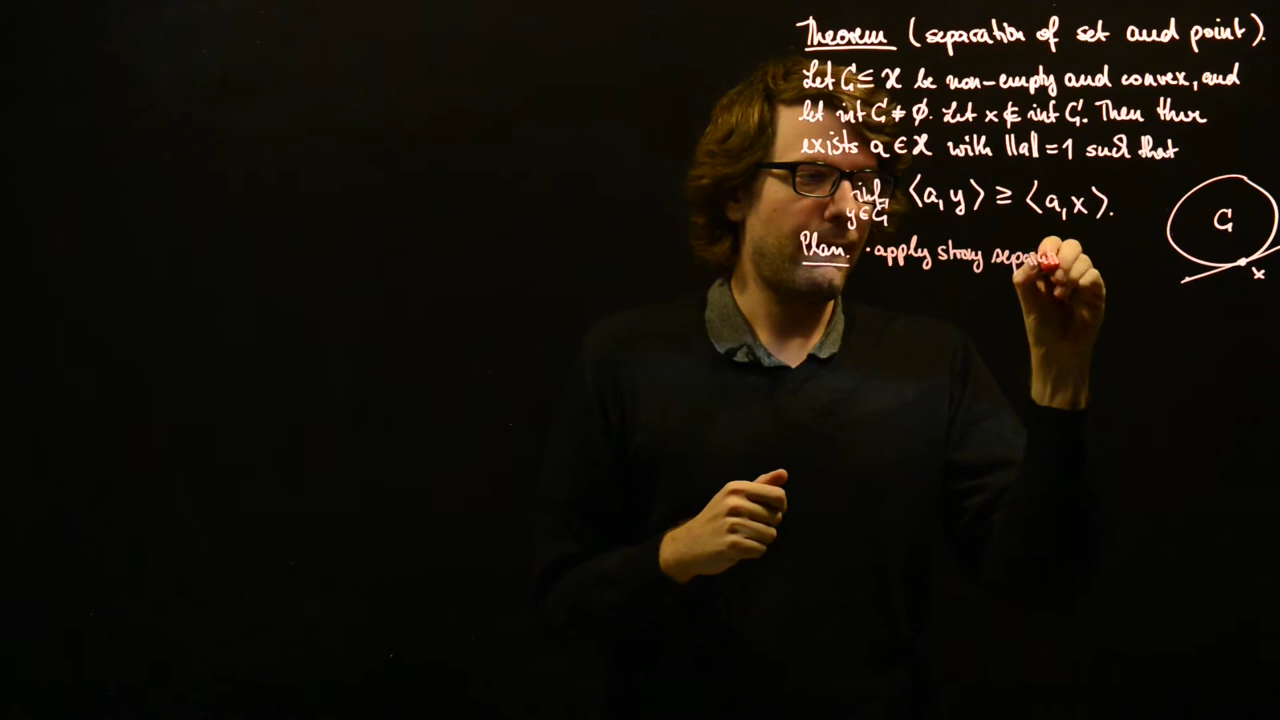 Theorem (separation of set and point).
Let C ⊆ X be non-empty and convex, and
let int C ≠ ∅. Let x ∉ int C. Then there
exists a ∈ X with ||a|| = 1 such that
inf y∈C ⟨a, y⟩ ≥ ⟨a, x⟩.
C
x
Plan. · apply strong separa